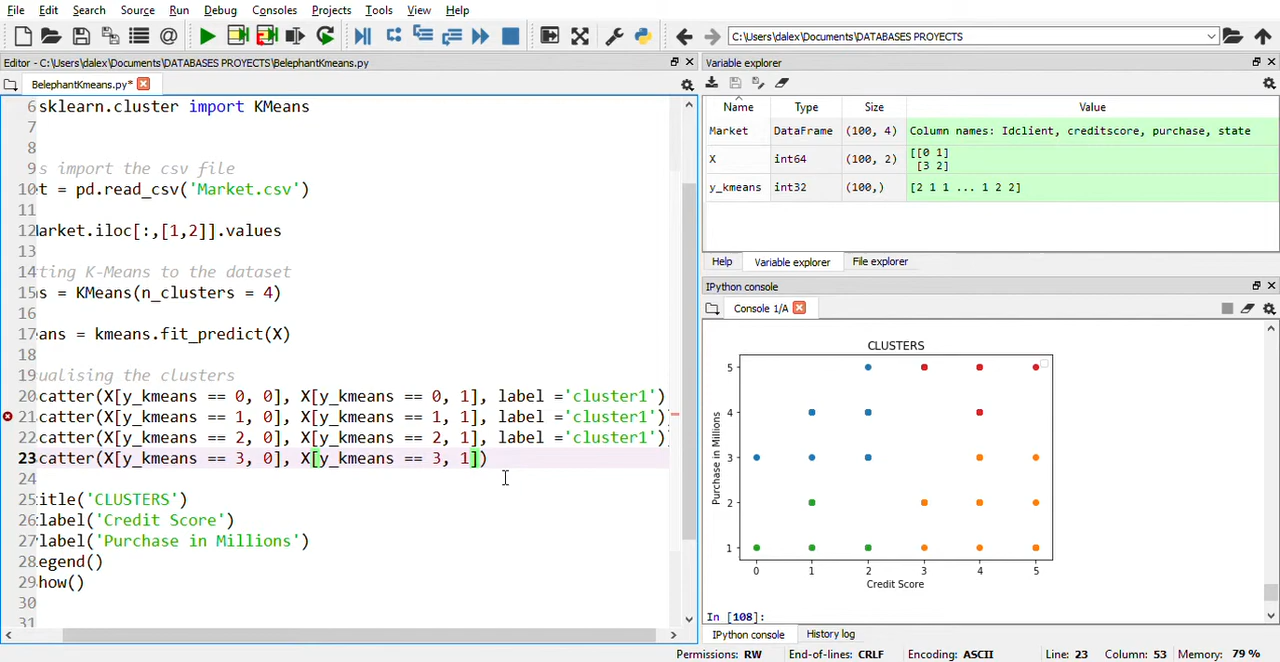 File Edit Search Source Run Debug Consoles Projects Tools View Help
C:\Users\dalex\Documents\DATABASES PROYECTS
Editor - C:\Users\dalex\Documents\DATABASES PROYECTS\BelephantKmeans.py
BelephantKmeans.py*
6 sklearn.cluster import KMeans
7
8
9 s import the csv file
10 t = pd.read_csv('Market.csv')
11
12 arket.iloc[:,[1,2]].values
13
14 ting K-Means to the dataset
15 s = KMeans(n_clusters = 4)
16
17 eans = kmeans.fit_predict(X)
18
19 ualising the clusters
20 catter(X[y_kmeans == 0, 0], X[y_kmeans == 0, 1], label ='cluster1')
21 catter(X[y_kmeans == 1, 0], X[y_kmeans == 1, 1], label ='cluster1')
22 catter(X[y_kmeans == 2, 0], X[y_kmeans == 2, 1], label ='cluster1')
23 catter(X[y_kmeans == 3, 0], X[y_kmeans == 3, 1])
24
25 itle('CLUSTERS')
26 label('Credit Score')
27 label('Purchase in Millions')
28 egend()
29 how()
30
31
Variable explorer
Name Type Size Value
Market DataFrame (100, 4) Column names: Idclient, creditscore, purchase, state
X int64 (100, 2) [[0 1]
[3 2]
y_kmeans int32 (100,) [2 1 1 ... 1 2 2]
Help Variable explorer File explorer
IPython console
Console 1/A
CLUSTERS
Purchase in Millions
5
4
3
2
1
0 1 2 3 4 5
Credit Score
In [108]:
IPython console History log
Permissions: RW End-of-lines: CRLF Encoding: ASCII Line: 23 Column: 53 Memory: 79 %